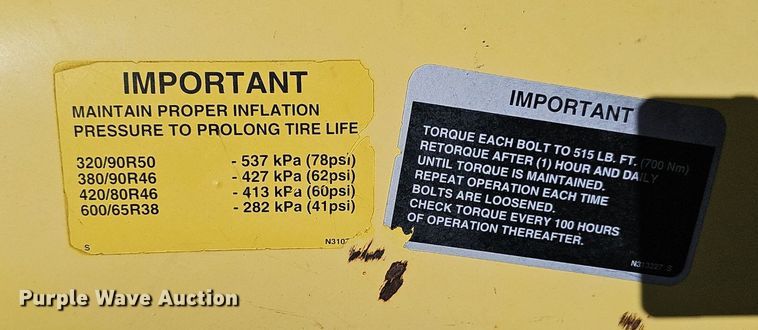 IMPORTANT
MAINTAIN PROPER INFLATION
PRESSURE TO PROLONG TIRE LIFE
320/90R50 - 537 kPa (78psi)
380/90R46 - 427 kPa (62psi)
420/80R46 - 413 kPa (60psi)
600/65R38 - 282 kPa (41psi)
S
IMPORTANT
TORQUE EACH BOLT TO 515 LB. FT. (700 Nm)
RETORQUE AFTER (1) HOUR AND DAILY
UNTIL TORQUE IS MAINTAINED.
REPEAT OPERATION EACH TIME
BOLTS ARE LOOSENED.
CHECK TORQUE EVERY 100 HOURS
OF OPERATION THEREAFTER.
N313227 S
Purple Wave Auction